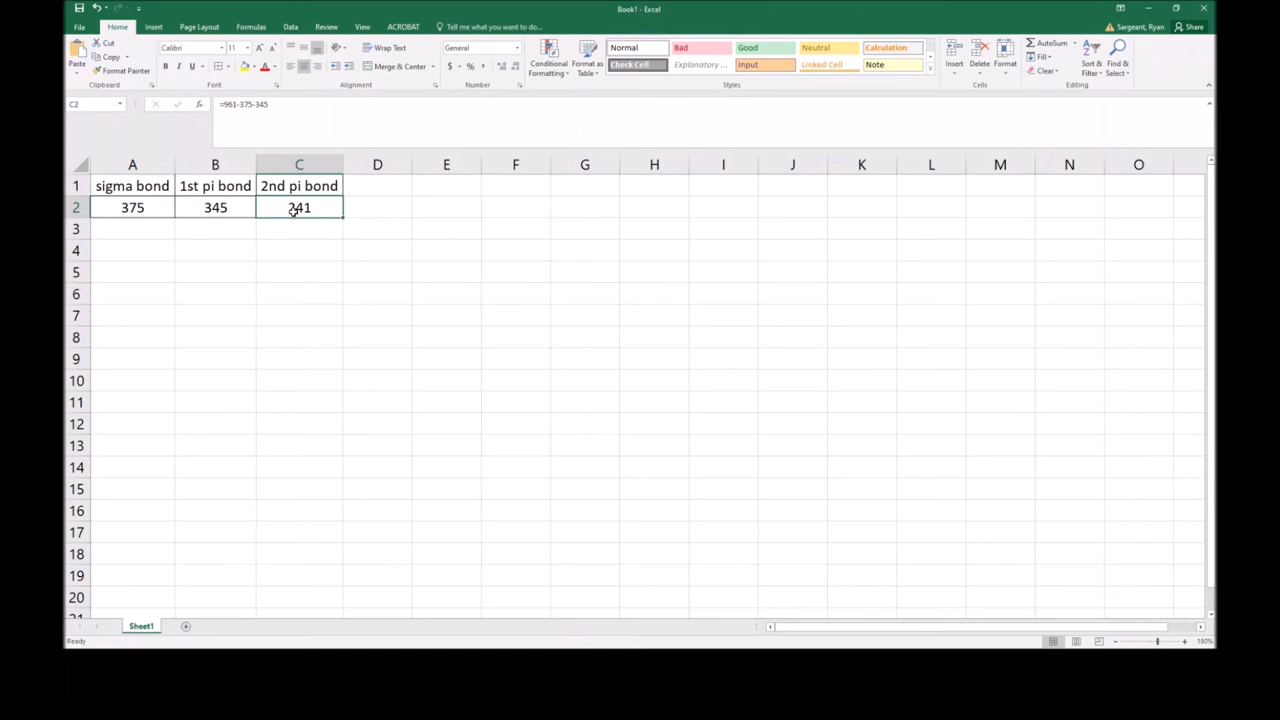 Book1 - Excel
Sargeant, Ryan Share
File Home Insert Page Layout Formulas Data Review View ACROBAT Tell me what you want to do...
Paste
Cut
Copy
Format Painter
Calibri 11
B I U
Wrap Text
Merge & Center
General
$ % ,
Conditional Formatting
Format as Table
Normal Bad Good Neutral Calculation
Check Cell Explanatory ... Input Linked Cell Note
Insert Delete Format
AutoSum
Fill
Clear
Sort & Filter
Find & Select
Clipboard Font Alignment Number Styles Cells Editing
C2 fx =961-375-345
A B C D E F G H I J K L M N O
1 sigma bond 1st pi bond 2nd pi bond
2 375 345 241
3
4
5
6
7
8
9
10
11
12
13
14
15
16
17
18
19
20
21
Sheet1
Ready 180%